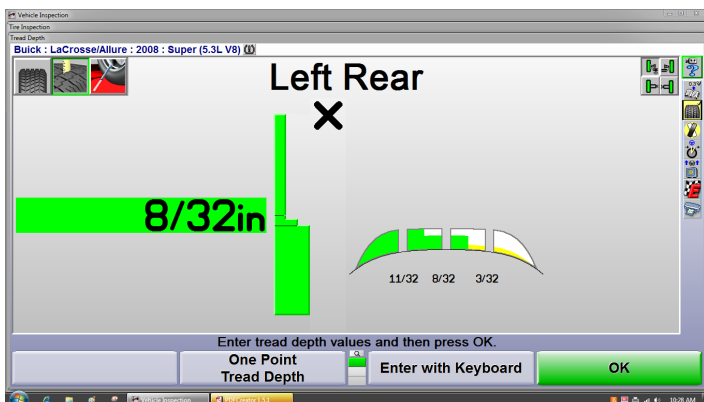 Vehicle Inspection
Tire Inspection
Tread Depth
Buick : LaCrosse/Allure : 2008 : Super (5.3L V8)
Left Rear
8/32in
11/32 8/32 3/32
Enter tread depth values and then press OK.
One Point
Tread Depth
Enter with Keyboard
OK
Vehicle Inspection
10:28 AM